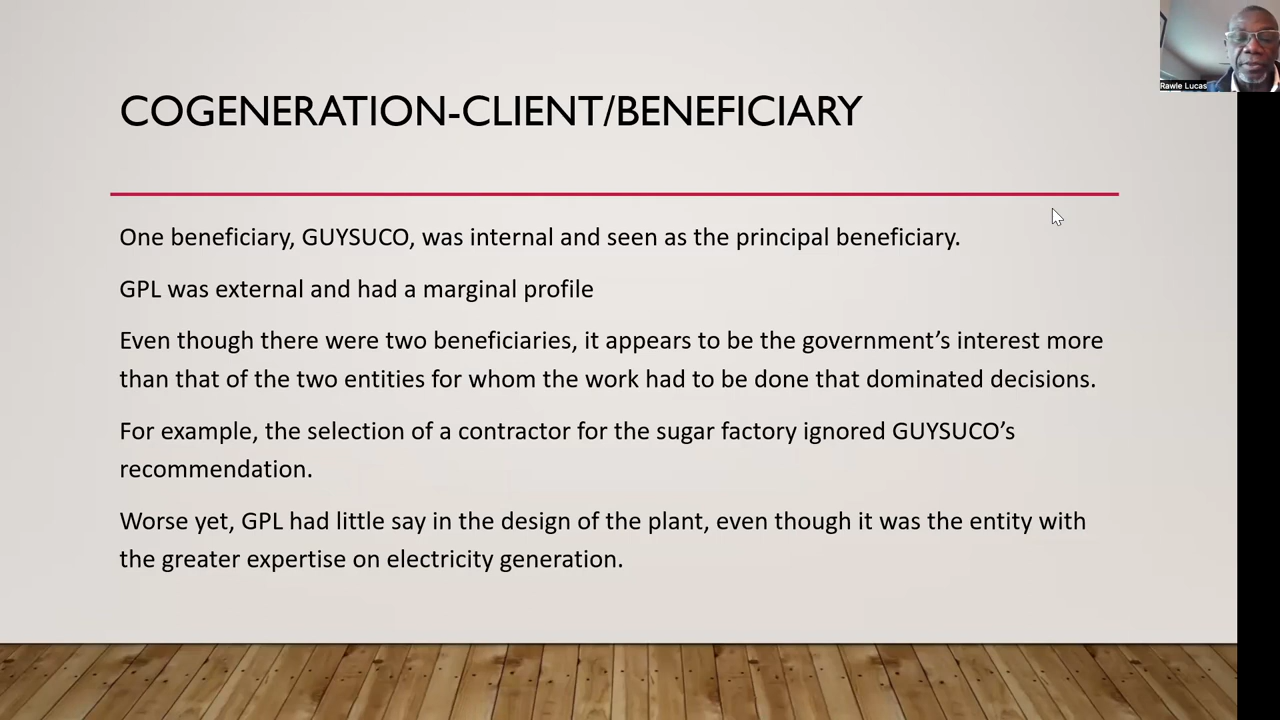 Rawle Lucas
COGENERATION-CLIENT/BENEFICIARY
One beneficiary, GUYSUCO, was internal and seen as the principal beneficiary.
GPL was external and had a marginal profile
Even though there were two beneficiaries, it appears to be the government’s interest more
than that of the two entities for whom the work had to be done that dominated decisions.
For example, the selection of a contractor for the sugar factory ignored GUYSUCO’s
recommendation.
Worse yet, GPL had little say in the design of the plant, even though it was the entity with
the greater expertise on electricity generation.